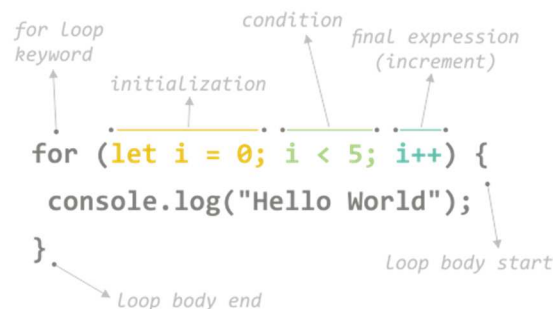 for loop
keyword
initialization
condition
final expression
(increment)
for (let i = 0; i < 5; i++) {
console.log("Hello World");
}
loop body start
loop body end